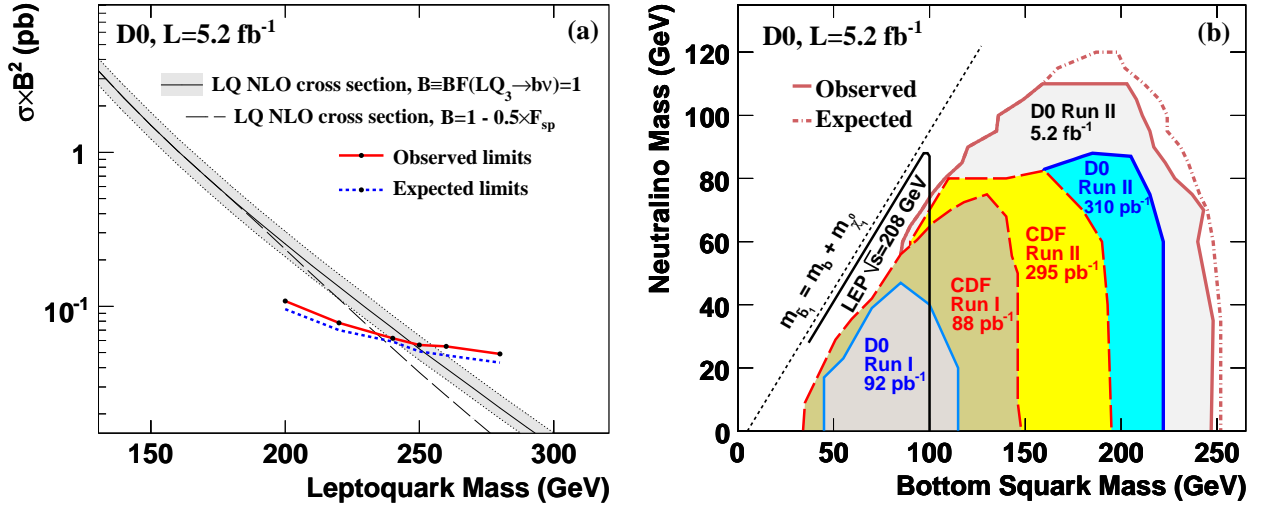 D0, L=5.2 fb⁻¹
(a)
LQ NLO cross section, B≡BF(LQ₃→bν)=1
LQ NLO cross section, B=1 - 0.5×Fsp
Observed limits
Expected limits
σ×B² (pb)
1
10⁻¹
150 200 250 300
Leptoquark Mass (GeV)
D0, L=5.2 fb⁻¹
(b)
Observed
Expected
D0 Run II
5.2 fb⁻¹
D0
Run II
310 pb⁻¹
CDF
Run II
295 pb⁻¹
CDF
Run I
88 pb⁻¹
D0
Run I
92 pb⁻¹
LEP √s=208 GeV
m_b̃₁ = m_b + m_χ̃₁⁰
Neutralino Mass (GeV)
120
100
80
60
40
20
0
0 50 100 150 200 250
Bottom Squark Mass (GeV)